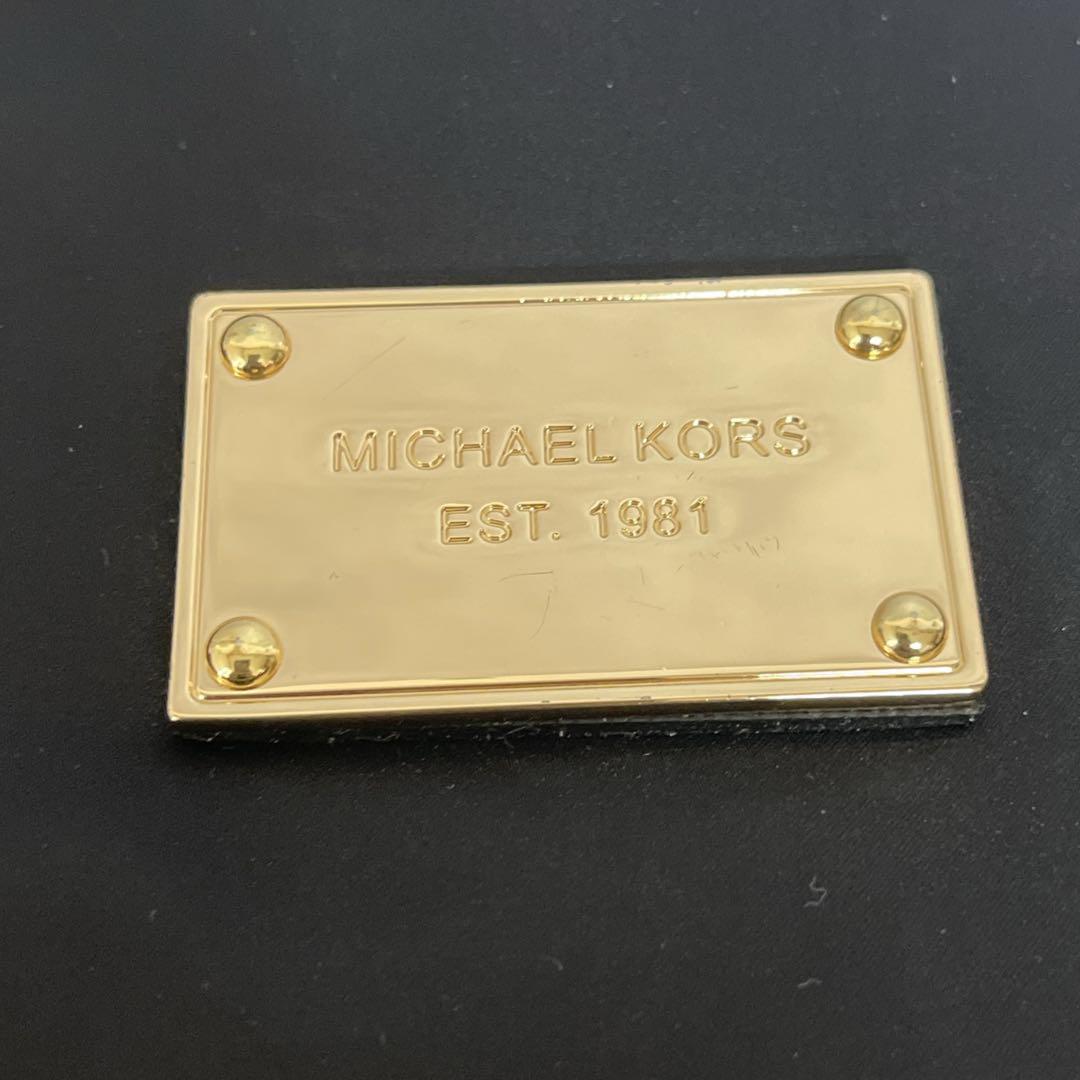 MICHAEL KORS
EST. 1981